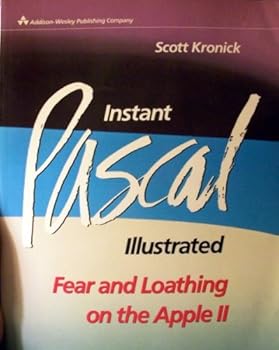 Addison-Wesley Publishing Company
Scott Kronick
Instant
Pascal
Illustrated
Fear and Loathing
on the Apple II